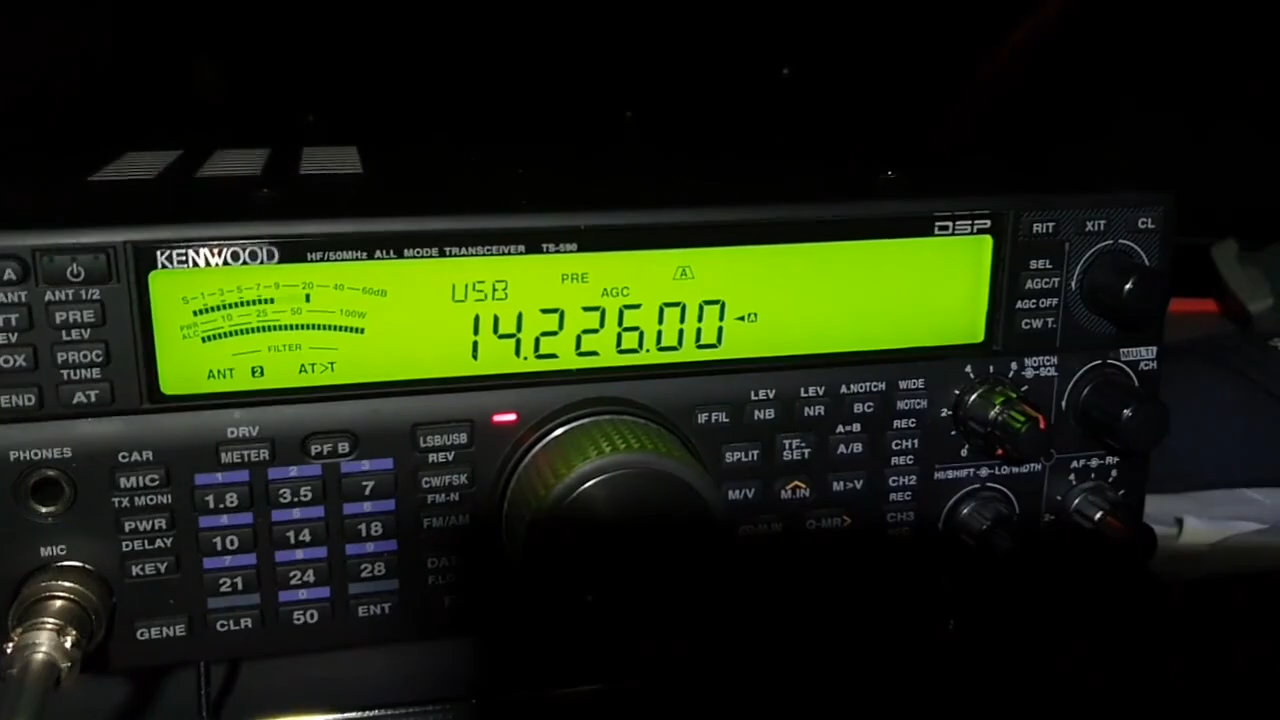 KENWOOD HF/50MHz ALL MODE TRANSCEIVER TS-590
DSP
S 1 3 5 7 9 20 40 60dB
PWR 10 25 50 100W
ALC
FILTER
ANT 2 AT>T
USB PRE A
AGC
14.226.00 ◄A
A
ANT ANT 1/2
PRE
LEV
OX PROC
TUNE
END AT
RIT XIT CL
SEL
AGC/T
AGC OFF
CW T.
NOTCH
SQL
MULTI
/CH
HI/SHIFT LO/WIDTH
AF RF
PHONES
MIC
CAR
MIC
TX MONI
PWR
DELAY
KEY
GENE
DRV
METER PF B
1 2 3
1.8 3.5 7
4 5 6
10 14 18
7 8 9
21 24 28
0
CLR 50 ENT
LSB/USB
REV
CW/FSK
FM-N
FM/AM
LEV LEV A.NOTCH WIDE
IF FIL NB NR BC NOTCH
A=B REC
SPLIT TF-SET A/B CH1
REC
M/V M.IN M>V CH2
REC
Q-MR> CH3